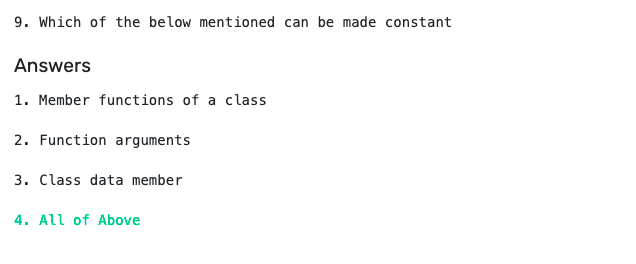 9. Which of the below mentioned can be made constant
Answers
1. Member functions of a class
2. Function arguments
3. Class data member
4. All of Above